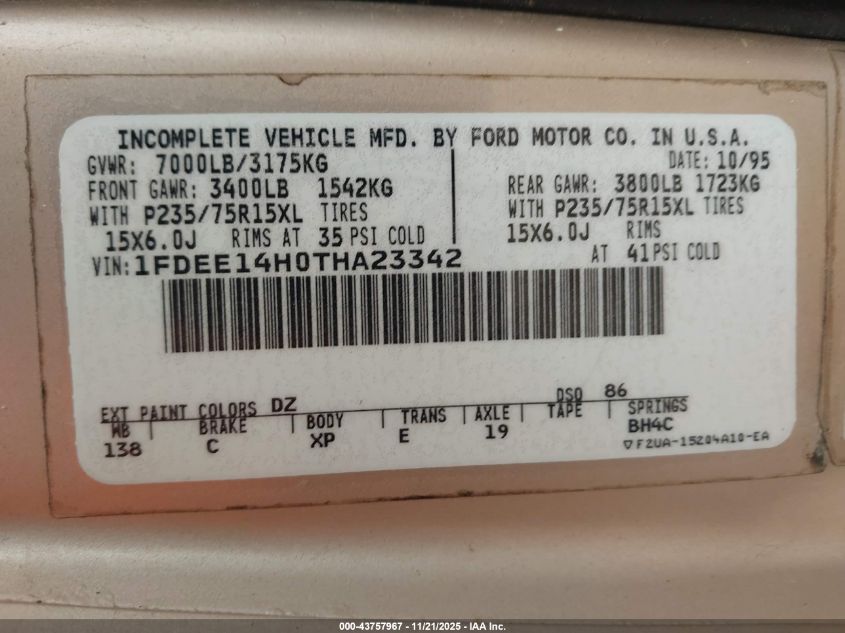 INCOMPLETE VEHICLE MFD. BY FORD MOTOR CO. IN U.S.A.
GVWR: 7000LB/3175KG DATE: 10/95
FRONT GAWR: 3400LB 1542KG REAR GAWR: 3800LB 1723KG
WITH P235/75R15XL TIRES WITH P235/75R15XL TIRES
15X6.0J RIMS AT 35 PSI COLD 15X6.0J RIMS
VIN: 1FDEE14H0THA23342 AT 41 PSI COLD
EXT PAINT COLORS DZ DSO 86
WB BRAKE BODY TRANS AXLE TAPE SPRINGS
138 C XP E 19 BH4C
▽ F2UA-15204A10-EA
000-43757967 - 11/21/2025 - IAA Inc.